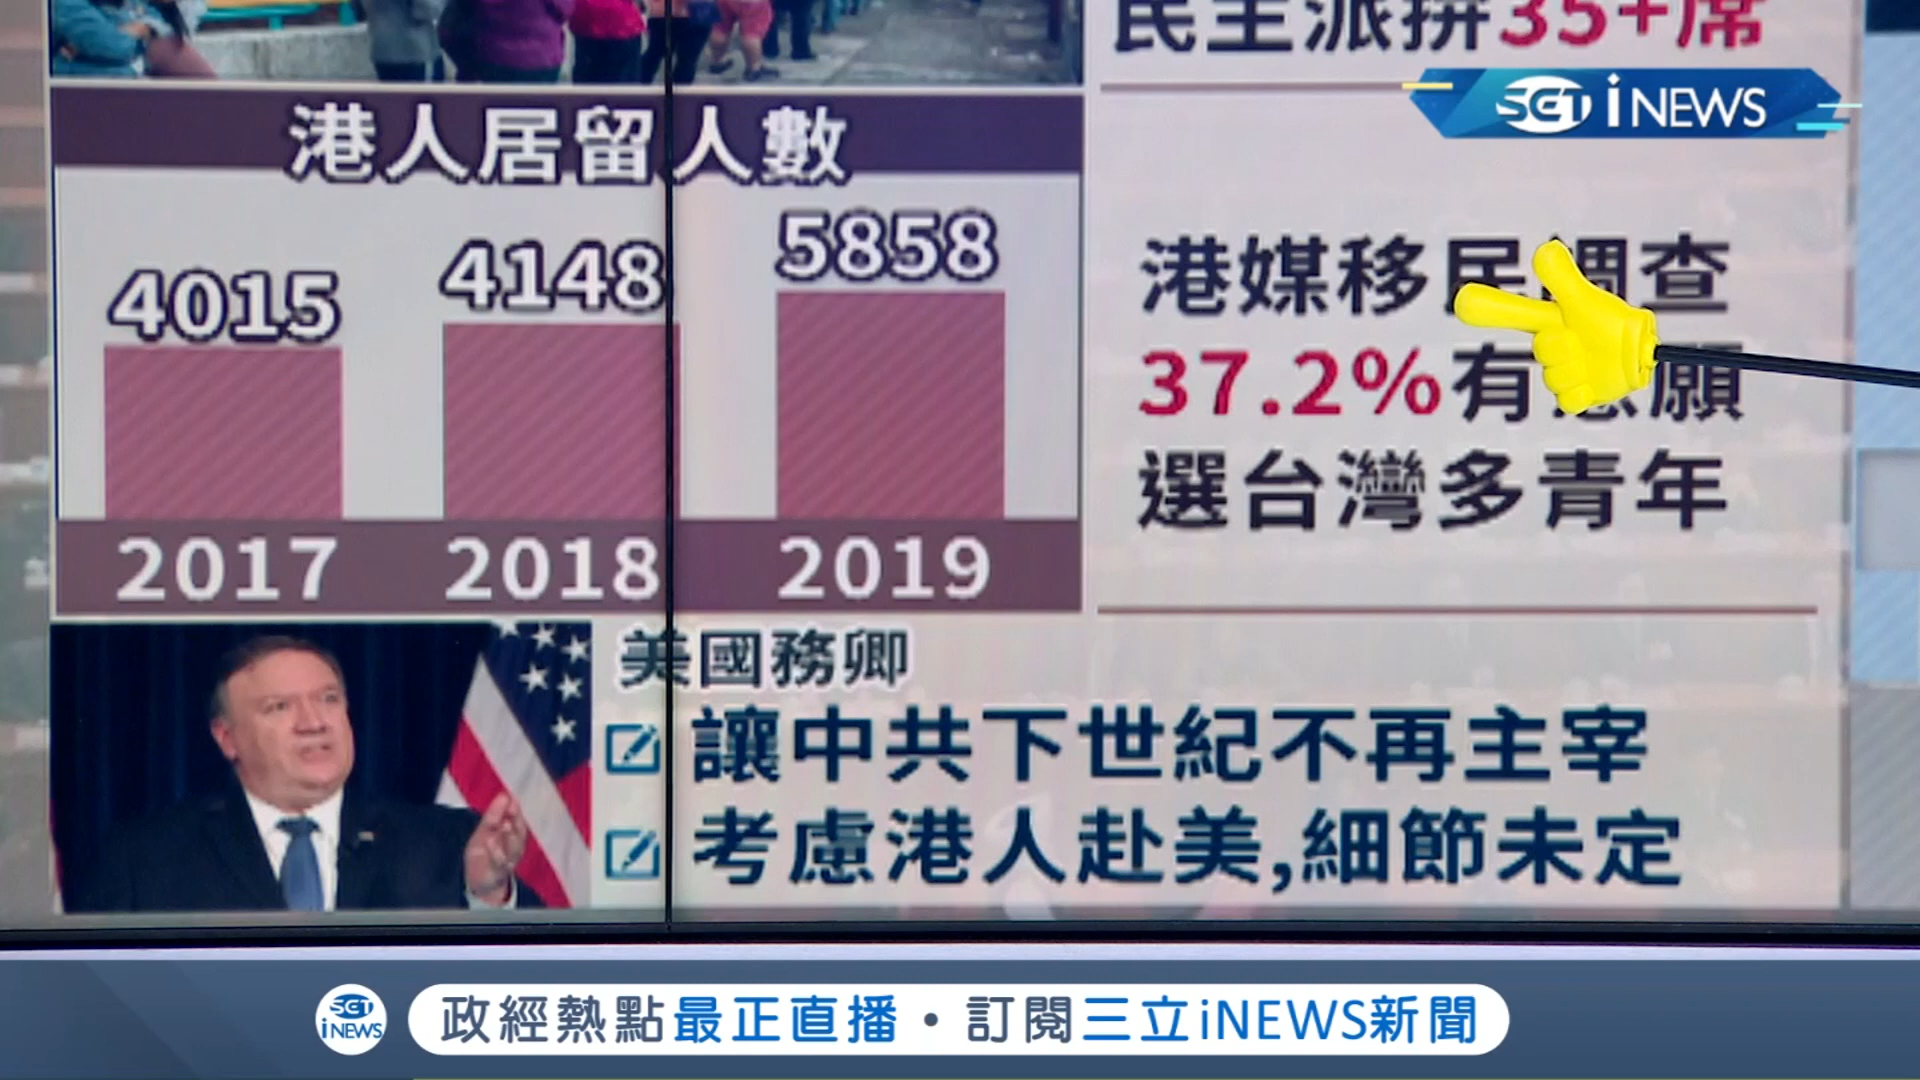 民主派拚35+席
SET iNEWS
港人居留人數
4015
4148
5858
2017
2018
2019
港媒移民調查
37.2%有意願
選台灣多青年
美國務卿
讓中共下世紀不再主宰
考慮港人赴美,細節未定
SET iNEWS
政經熱點最正直播・訂閱三立iNEWS新聞